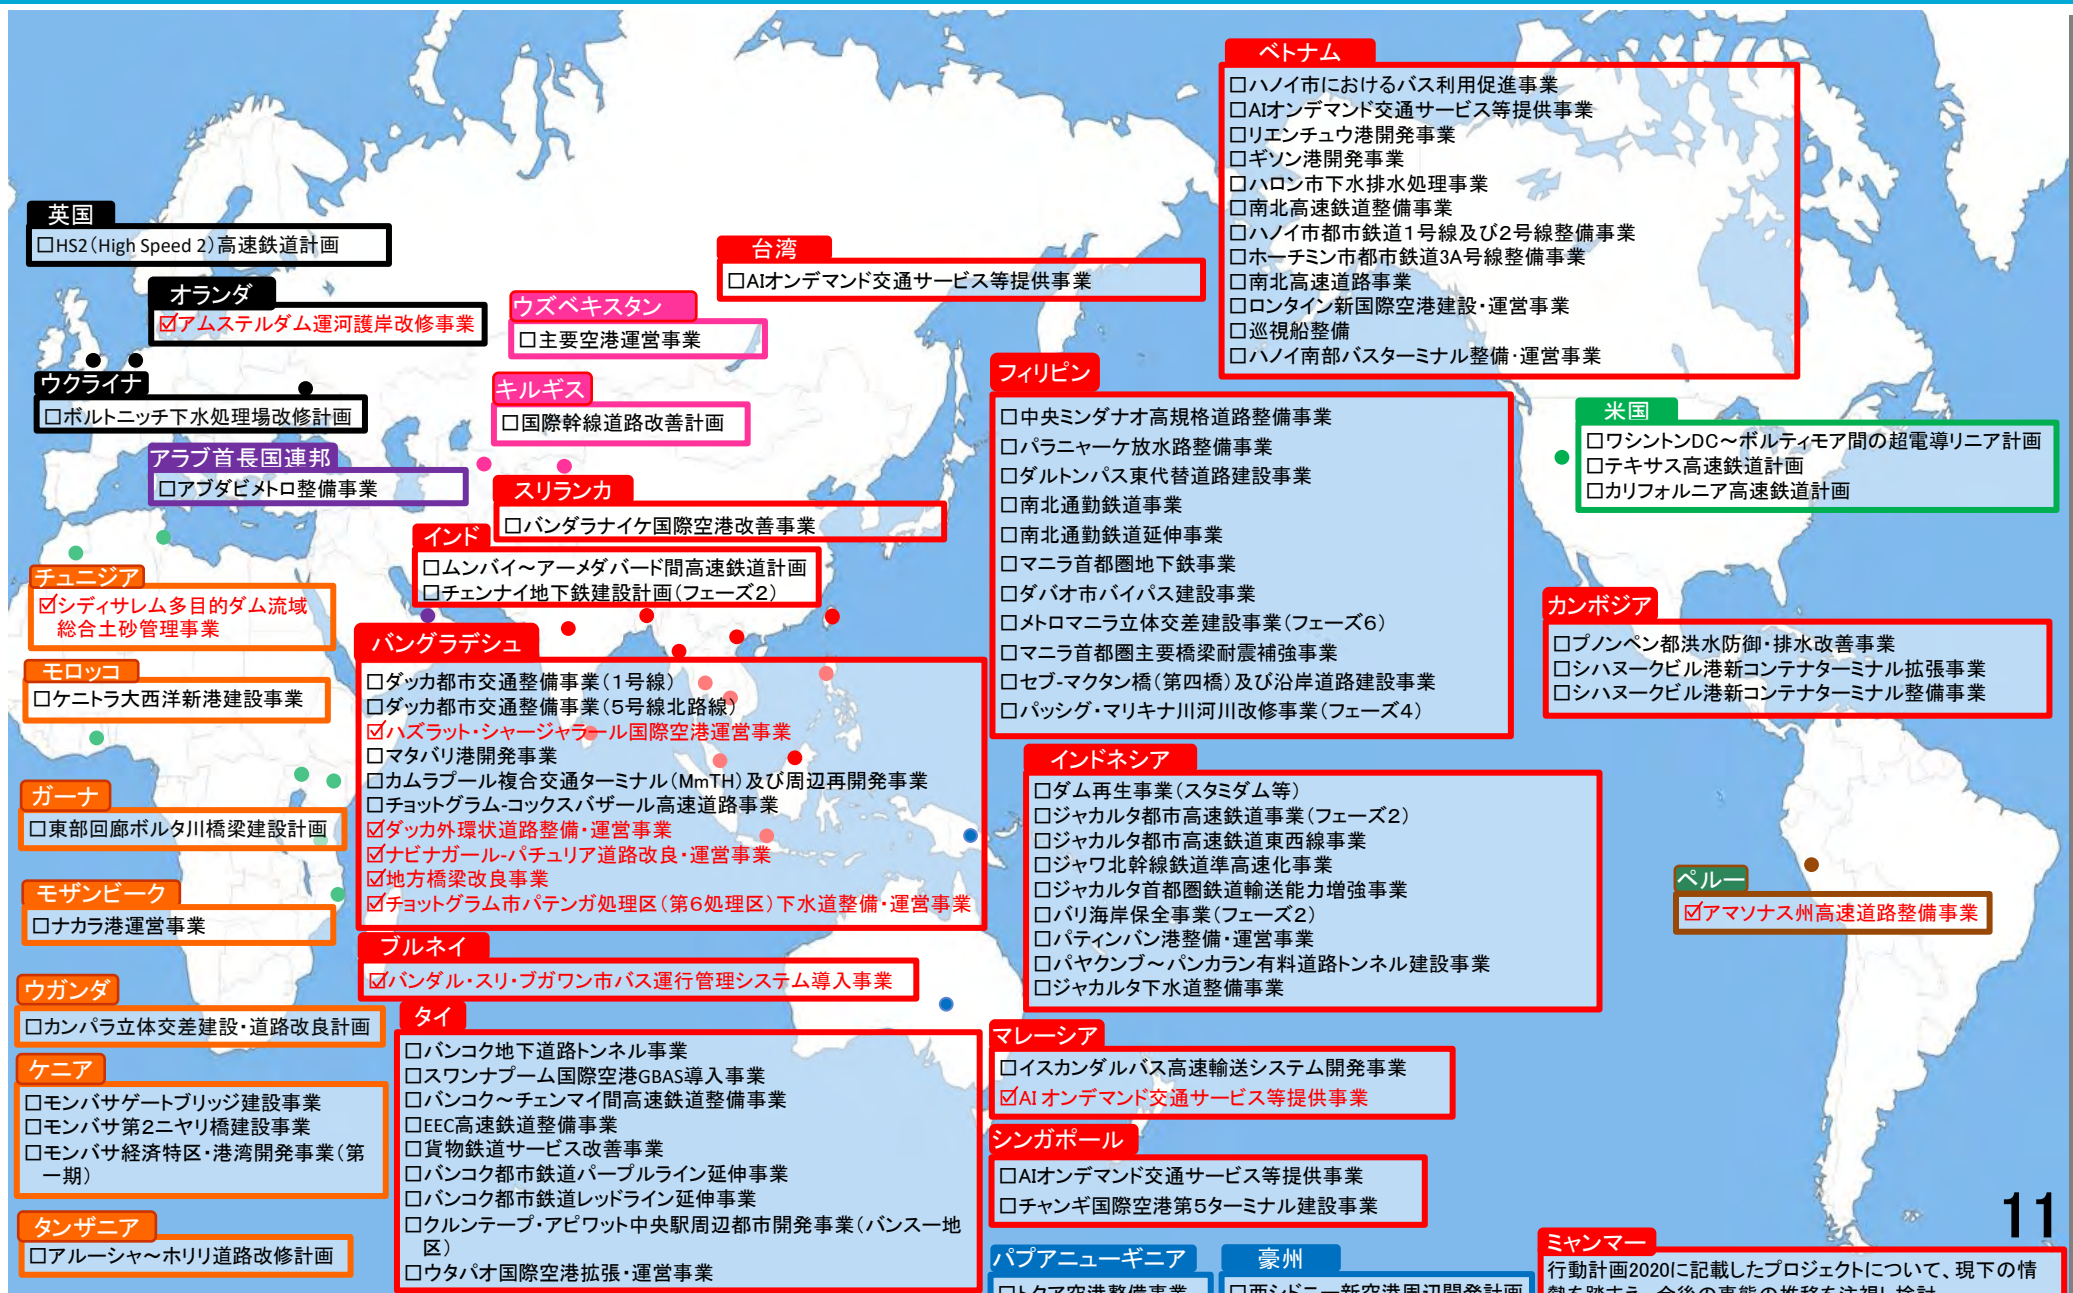 英国
□HS2(High Speed 2)高速鉄道計画
オランダ
☑アムステルダム運河護岸改修事業
ウクライナ
□ボルトニッチ下水処理場改修計画
アラブ首長国連邦
□アブダビメトロ整備事業
ウズベキスタン
□主要空港運営事業
キルギス
□国際幹線道路改善計画
台湾
□AIオンデマンド交通サービス等提供事業
スリランカ
□バンダラナイケ国際空港改善事業
インド
□ムンバイ～アーメダバード間高速鉄道計画
□チェンナイ地下鉄建設計画(フェーズ2)
チュニジア
☑シディサレム多目的ダム流域
総合土砂管理事業
モロッコ
□ケニトラ大西洋新港建設事業
ガーナ
□東部回廊ボルタ川橋梁建設計画
モザンビーク
□ナカラ港運営事業
ウガンダ
□カンパラ立体交差建設・道路改良計画
ケニア
□モンバサゲートブリッジ建設事業
□モンバサ第2ニヤリ橋建設事業
□モンバサ経済特区・港湾開発事業(第
一期)
タンザニア
□アルーシャ～ホリリ道路改修計画
バングラデシュ
□ダッカ都市交通整備事業(1号線)
□ダッカ都市交通整備事業(5号線北路線)
☑ハズラット・シャージャラール国際空港運営事業
□マタバリ港開発事業
□カムラプール複合交通ターミナル(MmTH)及び周辺再開発事業
□チョットグラム-コックスバザール高速道路事業
☑ダッカ外環状道路整備・運営事業
☑ナビナガール-パチュリア道路改良・運営事業
☑地方橋梁改良事業
☑チョットグラム市パテンガ処理区(第6処理区)下水道整備・運営事業
ブルネイ
☑バンダル・スリ・ブガワン市バス運行管理システム導入事業
タイ
□バンコク地下道路トンネル事業
□スワンナプーム国際空港GBAS導入事業
□バンコク～チェンマイ間高速鉄道整備事業
□EEC高速鉄道整備事業
□貨物鉄道サービス改善事業
□バンコク都市鉄道パープルライン延伸事業
□バンコク都市鉄道レッドライン延伸事業
□クルンテープ・アピワット中央駅周辺都市開発事業(バンスー地
区)
□ウタパオ国際空港拡張・運営事業
ベトナム
□ハノイ市におけるバス利用促進事業
□AIオンデマンド交通サービス等提供事業
□リエンチュウ港開発事業
□ギソン港開発事業
□ハロン市下水排水処理事業
□南北高速鉄道整備事業
□ハノイ市都市鉄道1号線及び2号線整備事業
□ホーチミン市都市鉄道3A号線整備事業
□南北高速道路事業
□ロンタイン新国際空港建設・運営事業
□巡視船整備
□ハノイ南部バスターミナル整備・運営事業
フィリピン
□中央ミンダナオ高規格道路整備事業
□パラニャーケ放水路整備事業
□ダルトンパス東代替道路建設事業
□南北通勤鉄道事業
□南北通勤鉄道延伸事業
□マニラ首都圏地下鉄事業
□ダバオ市バイパス建設事業
□メトロマニラ立体交差建設事業(フェーズ6)
□マニラ首都圏主要橋梁耐震補強事業
□セブ-マクタン橋(第四橋)及び沿岸道路建設事業
□パッシグ・マリキナ川河川改修事業(フェーズ4)
インドネシア
□ダム再生事業(スタミダム等)
□ジャカルタ都市高速鉄道事業(フェーズ2)
□ジャカルタ都市高速鉄道東西線事業
□ジャワ北幹線鉄道準高速化事業
□ジャカルタ首都圏鉄道輸送能力増強事業
□バリ海岸保全事業(フェーズ2)
□パティンバン港整備・運営事業
□パヤクンブ～パンカラン有料道路トンネル建設事業
□ジャカルタ下水道整備事業
マレーシア
□イスカンダルバス高速輸送システム開発事業
☑AI オンデマンド交通サービス等提供事業
シンガポール
□AIオンデマンド交通サービス等提供事業
□チャンギ国際空港第5ターミナル建設事業
パプアニューギニア
□トクア空港整備事業
豪州
□西シドニー新空港周辺開発計画
米国
□ワシントンDC～ボルティモア間の超電導リニア計画
□テキサス高速鉄道計画
□カリフォルニア高速鉄道計画
カンボジア
□プノンペン都洪水防御・排水改善事業
□シハヌークビル港新コンテナターミナル拡張事業
□シハヌークビル港新コンテナターミナル整備事業
ペルー
☑アマソナス州高速道路整備事業
11
ミャンマー
行動計画2020に記載したプロジェクトについて、現下の情
勢を踏まえ、今後の事態の推移を注視し検討